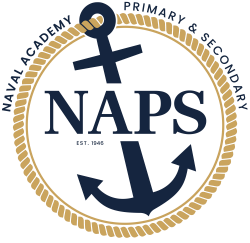 NAVAL ACADEMY
PRIMARY & SECONDARY
NAPS
EST. 1946